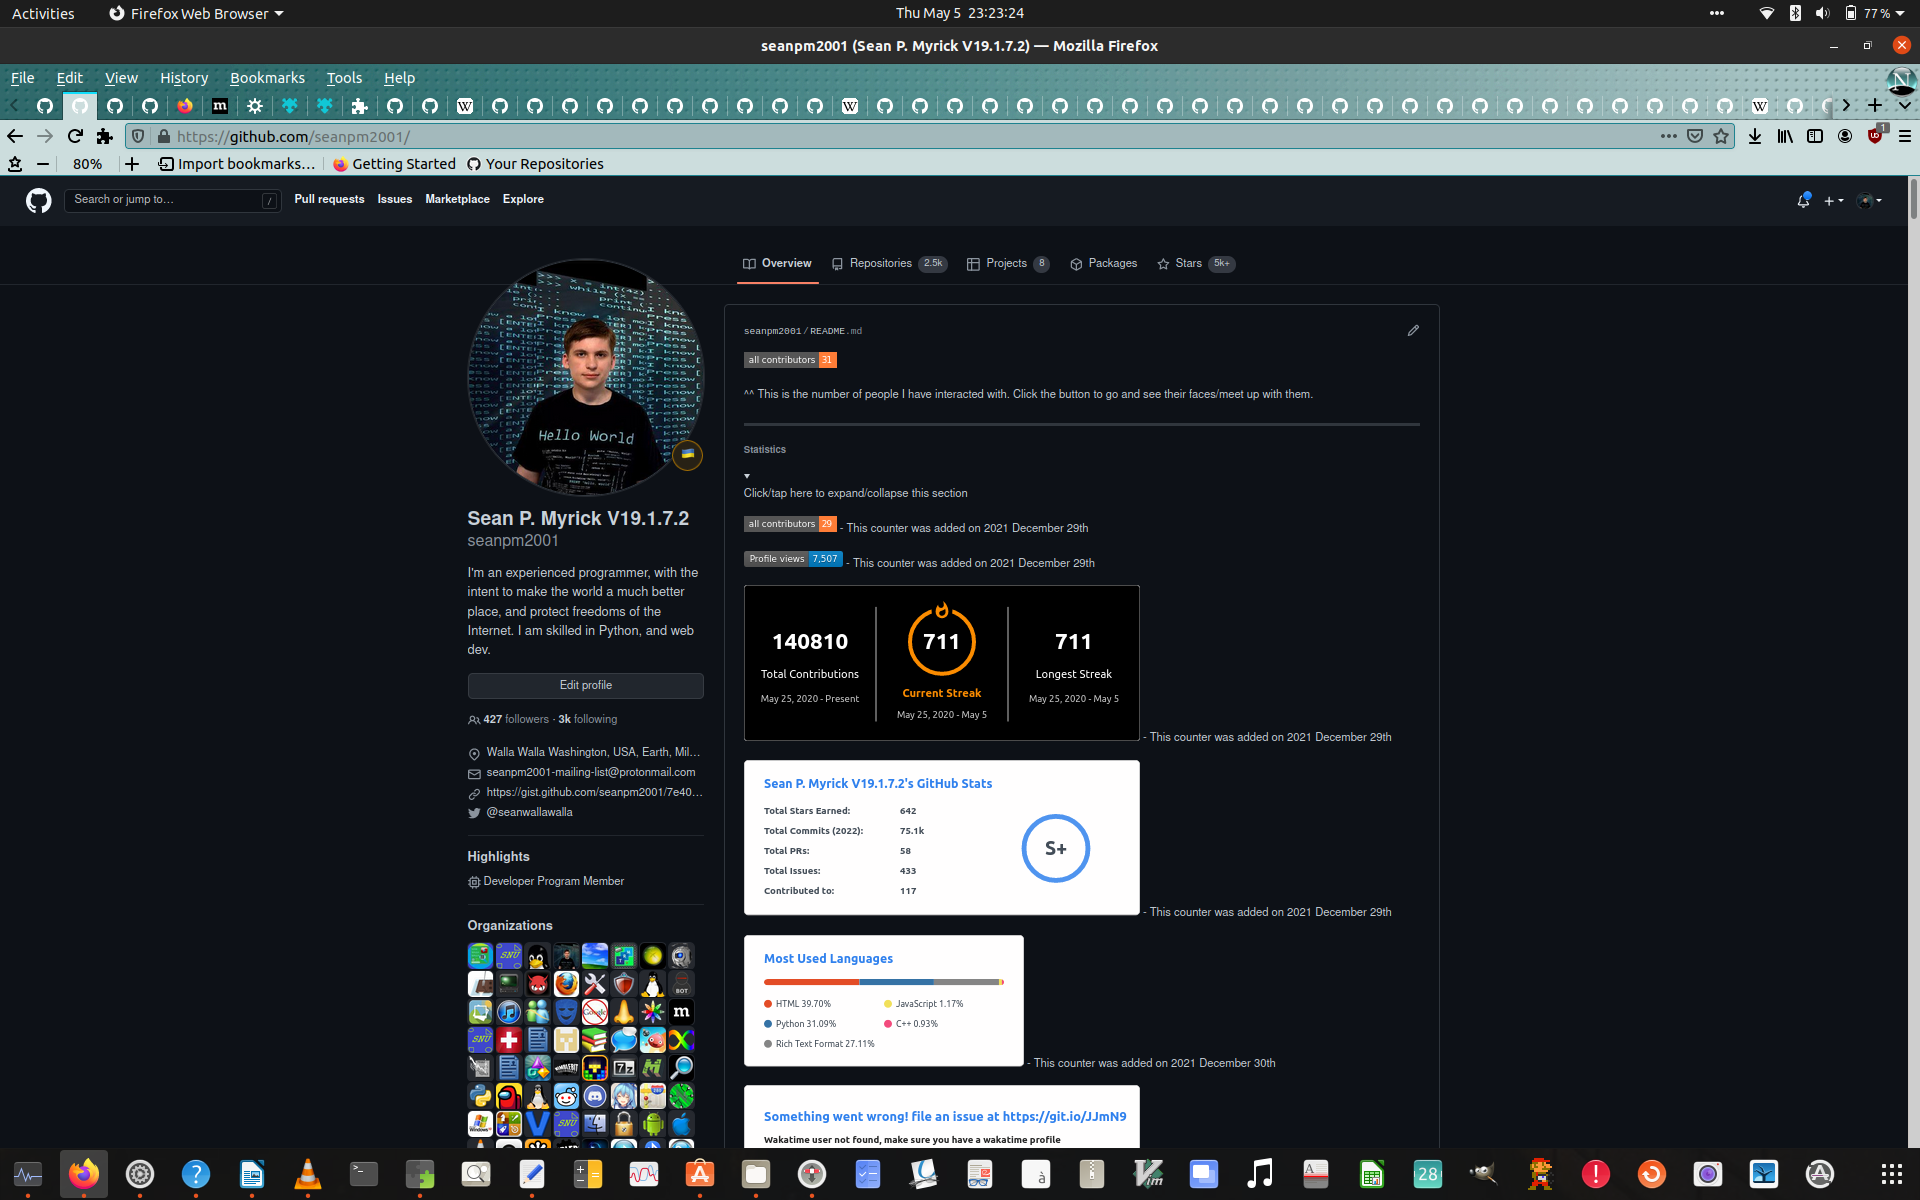 Activities
Firefox Web Browser
Thu May 5  23:23:24
77 %
seanpm2001 (Sean P. Myrick V19.1.7.2) — Mozilla Firefox
File Edit View History Bookmarks Tools Help
https://github.com/seanpm2001/
1
80%
Import bookmarks…
Getting Started
Your Repositories
Search or jump to…
/
Pull requests
Issues
Marketplace
Explore
Overview
Repositories 2.5k
Projects 8
Packages
Stars 5k+
Hello World
Sean P. Myrick V19.1.7.2
seanpm2001
I'm an experienced programmer, with the
intent to make the world a much better
place, and protect freedoms of the
Internet. I am skilled in Python, and web
dev.
Edit profile
427 followers · 3k following
Walla Walla Washington, USA, Earth, Mil…
seanpm2001-mailing-list@protonmail.com
https://gist.github.com/seanpm2001/7e40…
@seanwallawalla
Highlights
Developer Program Member
Organizations
seanpm2001/README.md
all contributors 31
^^ This is the number of people I have interacted with. Click the button to go and see their faces/meet up with them.
Statistics
Click/tap here to expand/collapse this section
all contributors 29 - This counter was added on 2021 December 29th
Profile views 7,507 - This counter was added on 2021 December 29th
140810
Total Contributions
May 25, 2020 - Present
711
Current Streak
May 25, 2020 - May 5
711
Longest Streak
May 25, 2020 - May 5
- This counter was added on 2021 December 29th
Sean P. Myrick V19.1.7.2's GitHub Stats
Total Stars Earned: 642
Total Commits (2022): 75.1k
Total PRs: 58
Total Issues: 433
Contributed to: 117
S+
- This counter was added on 2021 December 29th
Most Used Languages
HTML 39.70%
JavaScript 1.17%
Python 31.09%
C++ 0.93%
Rich Text Format 27.11%
- This counter was added on 2021 December 30th
Something went wrong! file an issue at https://git.io/JJmN9
Wakatime user not found, make sure you have a wakatime profile
28